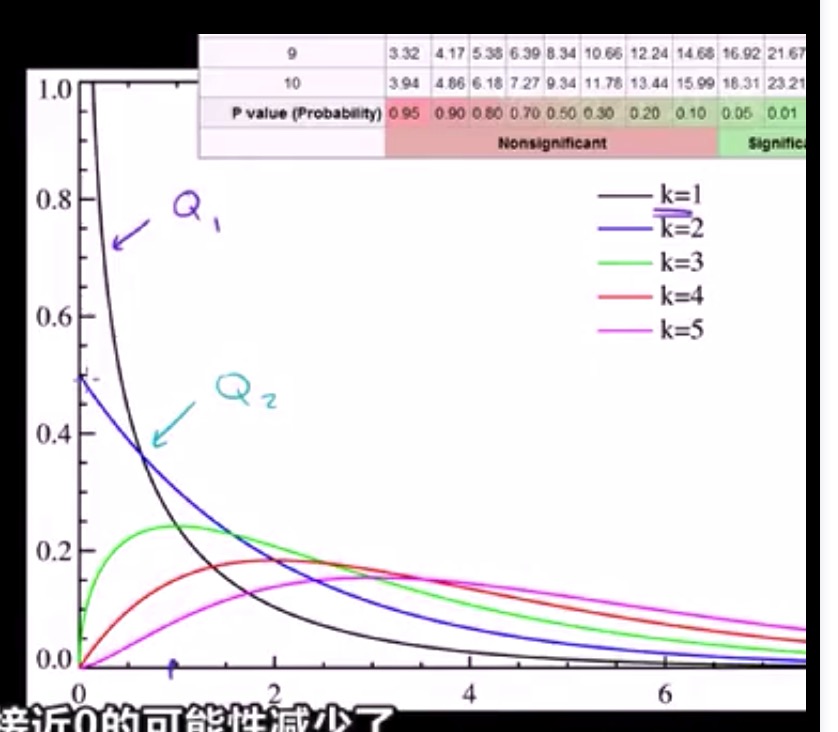 9 3.32 4.17 5.38 6.39 8.34 10.66 12.24 14.68 16.92 21.67
10 3.94 4.86 6.18 7.27 9.34 11.78 13.44 15.99 18.31 23.21
P value (Probability) 0.95 0.90 0.80 0.70 0.50 0.30 0.20 0.10 0.05 0.01
Nonsignificant Significa
1.0
0.8
0.6
0.4
0.2
0.0
Q1
Q2
k=1
k=2
k=3
k=4
k=5
0 2 4 6
接近0的可能性减少了